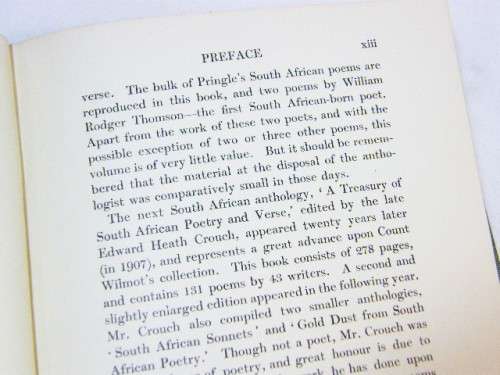 PREFACE xiii
verse. The bulk of Pringle's South African poems are
reproduced in this book, and two poems by William
Rodger Thomson—the first South African-born poet.
Apart from the work of these two poets, and with the
possible exception of two or three other poems, this
volume is of very little value. But it should be remem-
bered that the material at the disposal of the antho-
logist was comparatively small in those days.
The next South African anthology, ' A Treasury of
South African Poetry and Verse,' edited by the late
Edward Heath Crouch, appeared twenty years later
(in 1907), and represents a great advance upon Count
Wilmot's collection. This book consists of 278 pages,
and contains 131 poems by 43 writers. A second and
slightly enlarged edition appeared in the following year.
Mr. Crouch also compiled two smaller anthologies,
' South African Sonnets ' and ' Gold Dust from South
African Poetry.' Though not a poet, Mr. Crouch was
of poetry, and great honour is due to
he has done upon